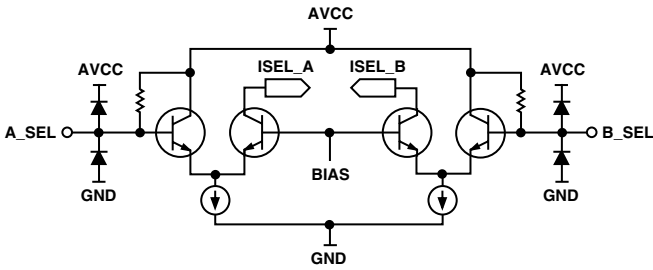 AVCC
ISEL_A
ISEL_B
AVCC
AVCC
A_SEL
B_SEL
BIAS
GND
GND
GND